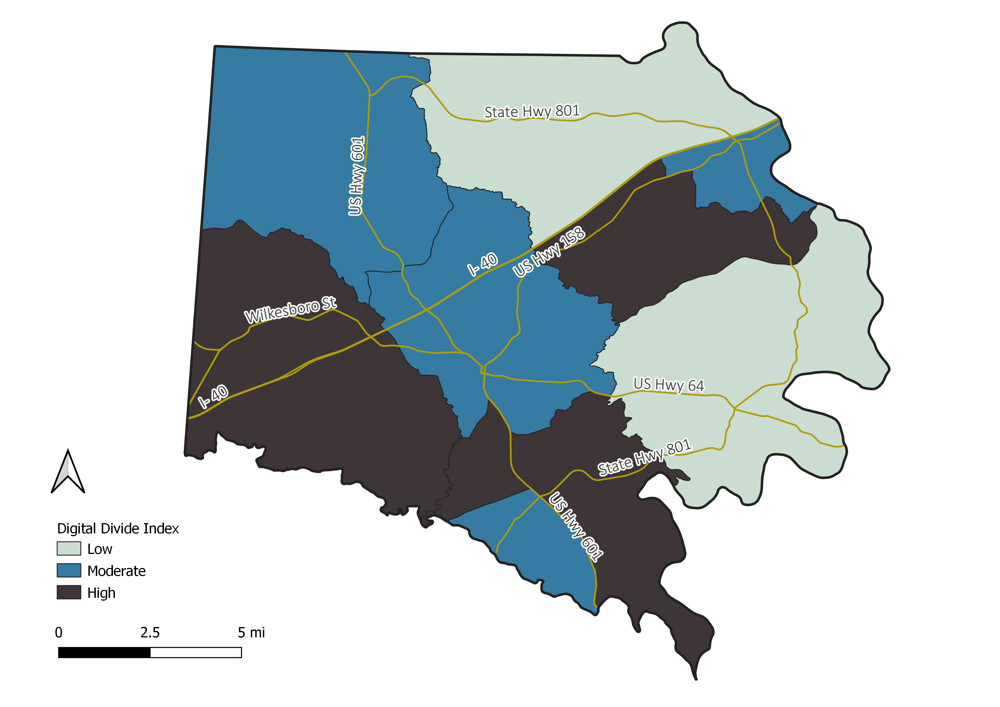 State Hwy 801
US Hwy 601
US Hwy 158
I- 40
Wilkesboro St
I- 40
US Hwy 64
State Hwy 801
US Hwy 601
Digital Divide Index
Low
Moderate
High
0 2.5 5 mi